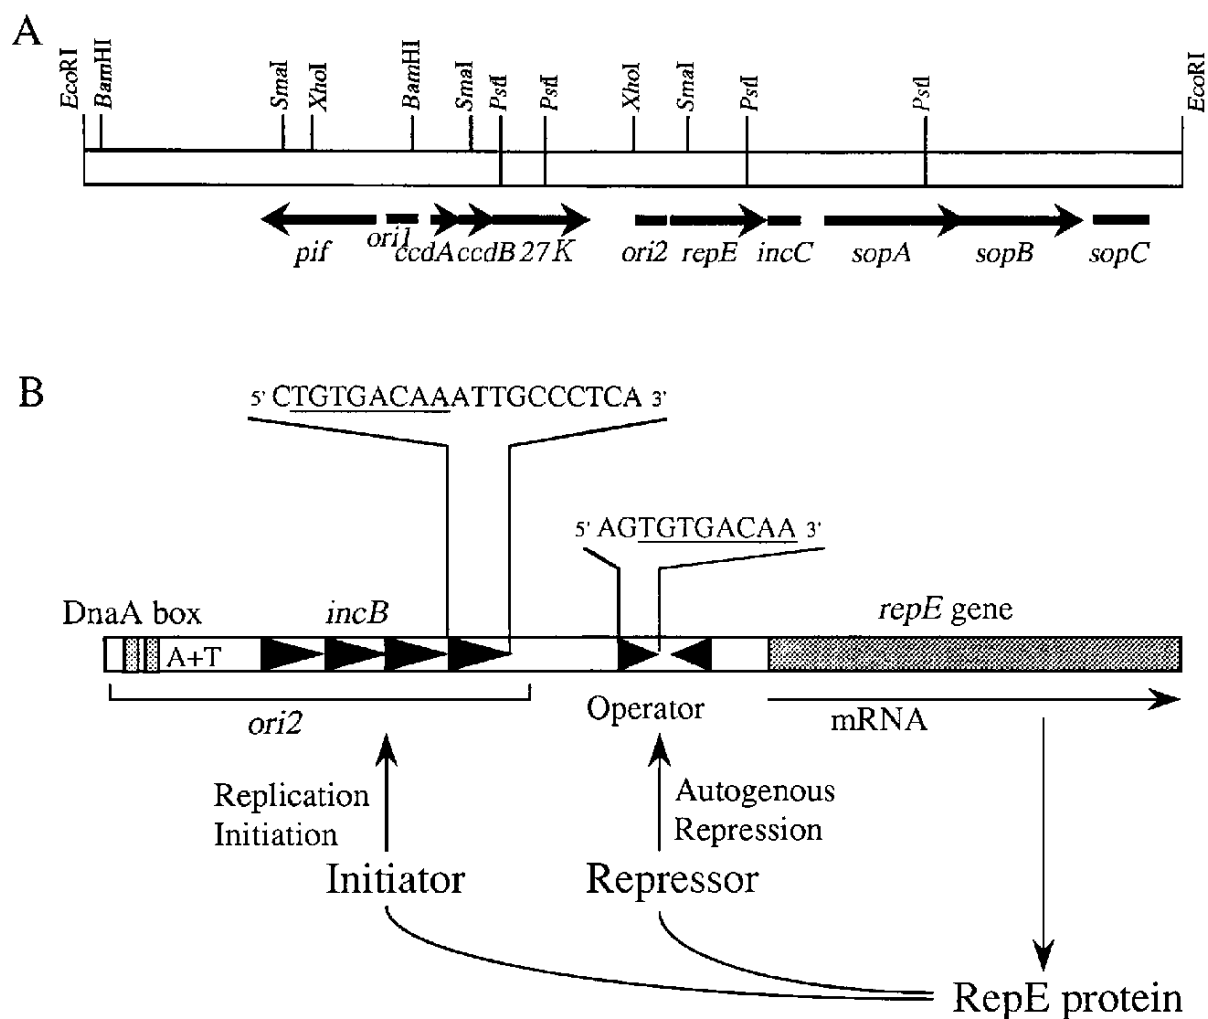 A
EcoRI BamHI SmaI XhoI BamHI SmaI PstI PstI XhoI SmaI PstI PstI EcoRI
pif ori1 ccdA ccdB 27 K ori2 repE incC sopA sopB sopC
B
5' CTGTGACAAATTGCCCTCA 3'
5' AGTGTGACAA 3'
DnaA box incB repE gene
A+T
ori2 Operator mRNA
Replication Initiation
Autogenous Repression
Initiator Repressor
RepE protein